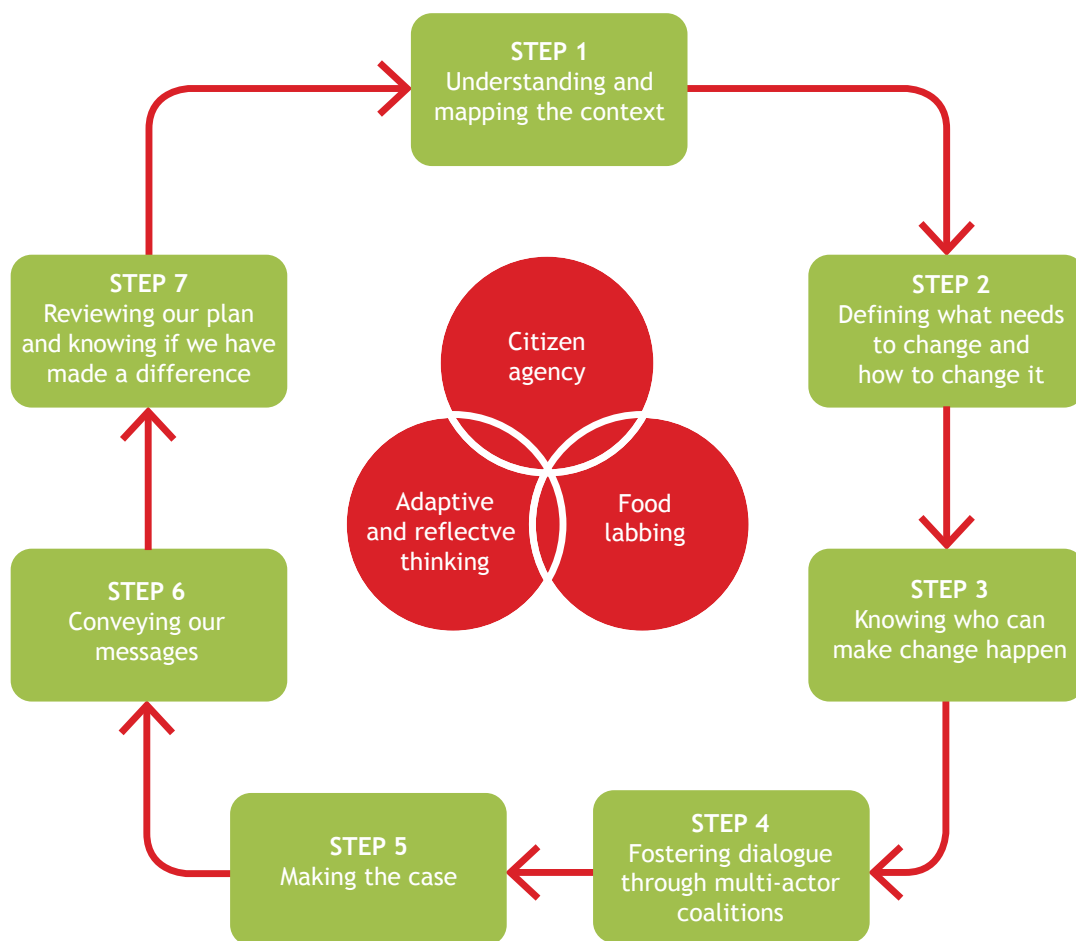 STEP 1
Understanding and
mapping the context
STEP 2
Defining what needs
to change and
how to change it
STEP 3
Knowing who can
make change happen
STEP 4
Fostering dialogue
through multi-actor
coalitions
STEP 5
Making the case
STEP 6
Conveying our
messages
STEP 7
Reviewing our plan
and knowing if we have
made a difference
Citizen
agency
Adaptive
and reflectve
thinking
Food
labbing